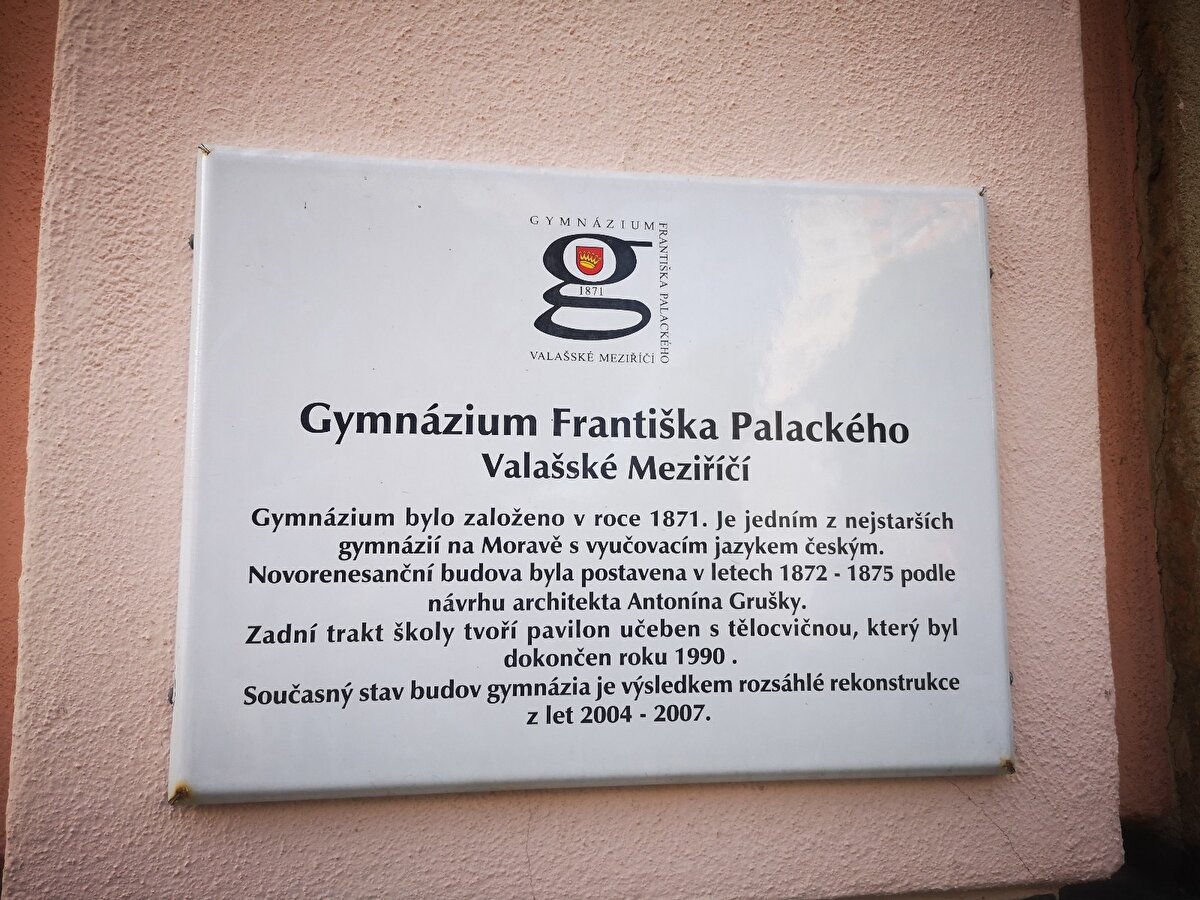 GYMNÁZIUM
FRANTIŠKA PALACKÉHO
1871
VALAŠSKÉ MEZIŘÍČÍ
Gymnázium Františka Palackého
Valašské Meziříčí
Gymnázium bylo založeno v roce 1871. Je jedním z nejstarších
gymnázií na Moravě s vyučovacím jazykem českým.
Novorenesanční budova byla postavena v letech 1872 - 1875 podle
návrhu architekta Antonína Grušky.
Zadní trakt školy tvoří pavilon učeben s tělocvičnou, který byl
dokončen roku 1990 .
Současný stav budov gymnázia je výsledkem rozsáhlé rekonstrukce
z let 2004 - 2007.